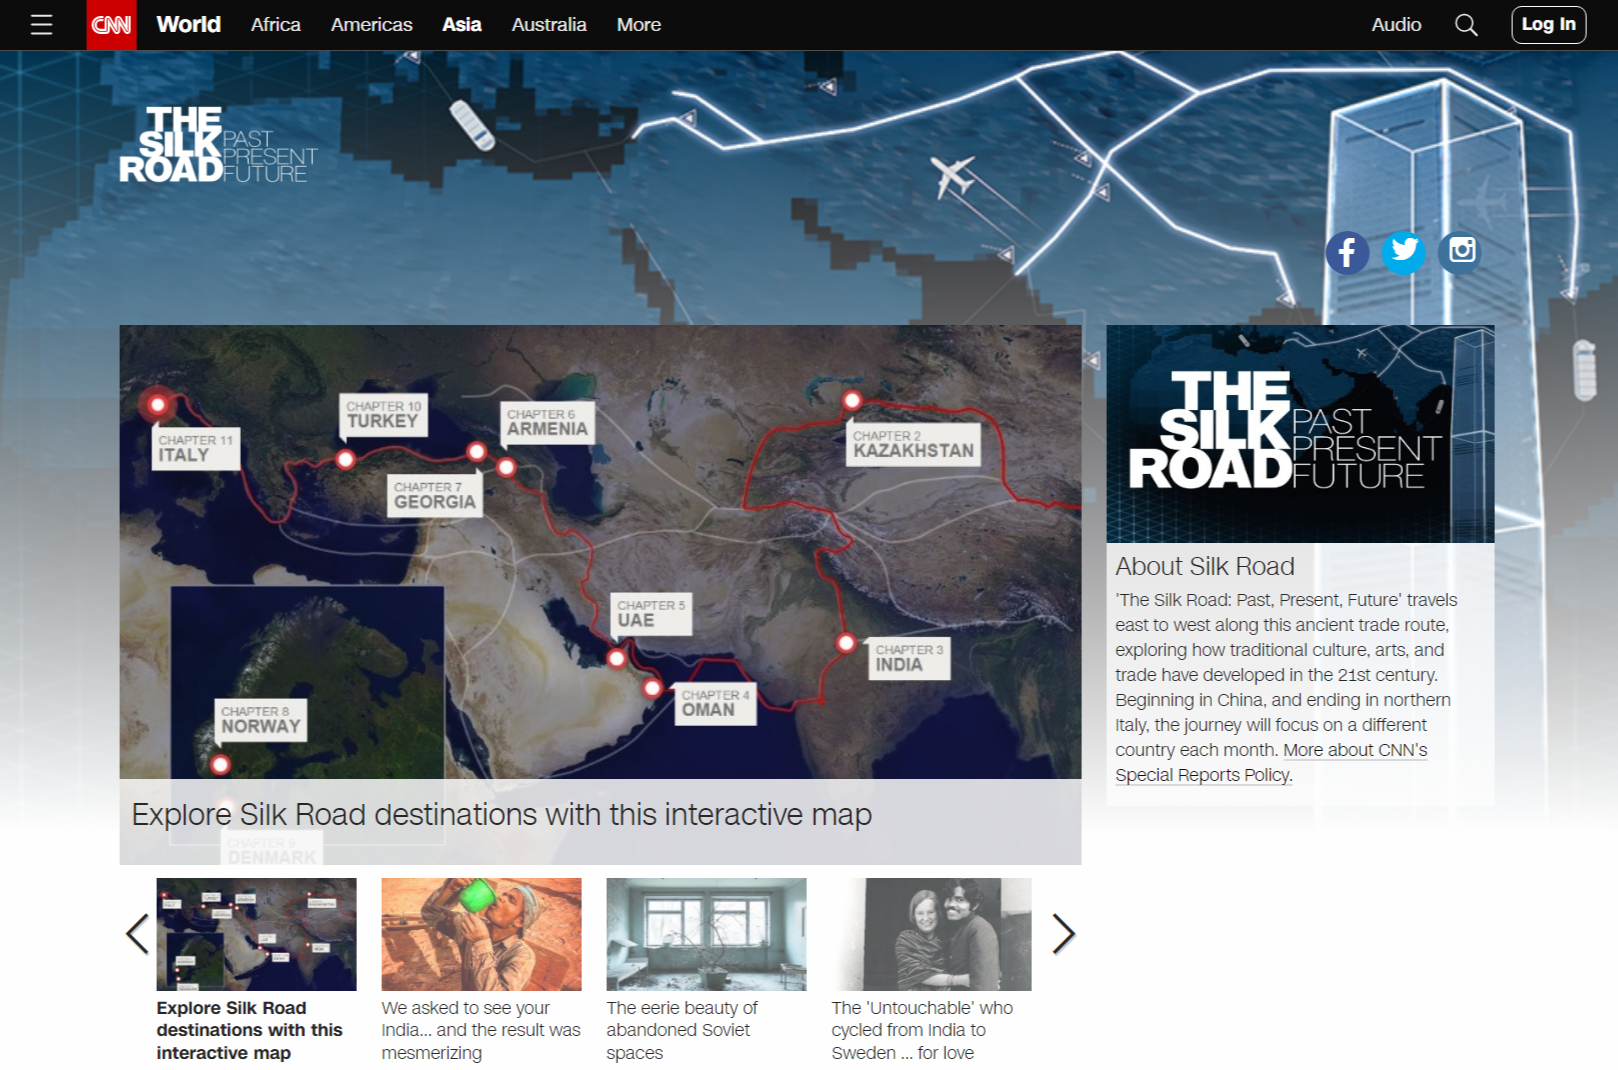 CNN World Africa Americas Asia Australia More Audio Log In
THE
SILK
ROAD
PAST
PRESENT
FUTURE
CHAPTER 10
TURKEY
CHAPTER 6
ARMENIA
CHAPTER 11
ITALY
CHAPTER 2
KAZAKHSTAN
CHAPTER 7
GEORGIA
CHAPTER 5
UAE
CHAPTER 3
INDIA
CHAPTER 4
OMAN
CHAPTER 8
NORWAY
CHAPTER 9
DENMARK
Explore Silk Road destinations with this interactive map
THE
SILK
ROAD
PAST
PRESENT
FUTURE
About Silk Road
'The Silk Road: Past, Present, Future' travels
east to west along this ancient trade route,
exploring how traditional culture, arts, and
trade have developed in the 21st century.
Beginning in China, and ending in northern
Italy, the journey will focus on a different
country each month. More about CNN's
Special Reports Policy.
Explore Silk Road
destinations with this
interactive map
We asked to see your
India... and the result was
mesmerizing
The eerie beauty of
abandoned Soviet
spaces
The 'Untouchable' who
cycled from India to
Sweden ... for love